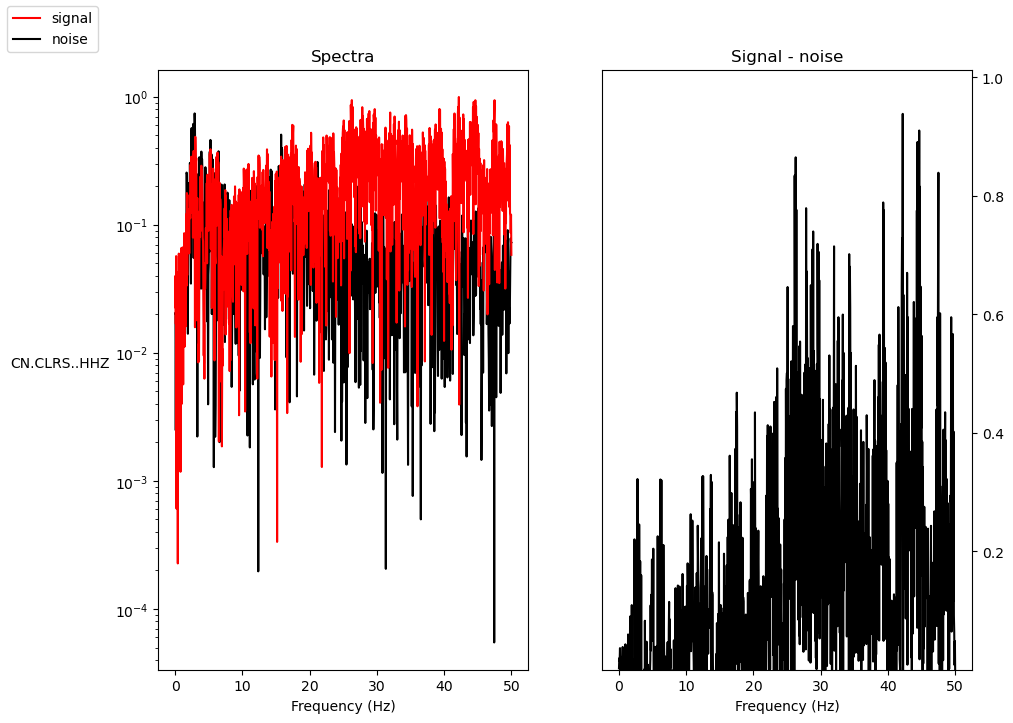 signal
noise
Spectra
Signal - noise
10⁰
10⁻¹
10⁻²
10⁻³
10⁻⁴
CN.CLRS..HHZ
0 10 20 30 40 50
Frequency (Hz)
1.0
0.8
0.6
0.4
0.2
0 10 20 30 40 50
Frequency (Hz)